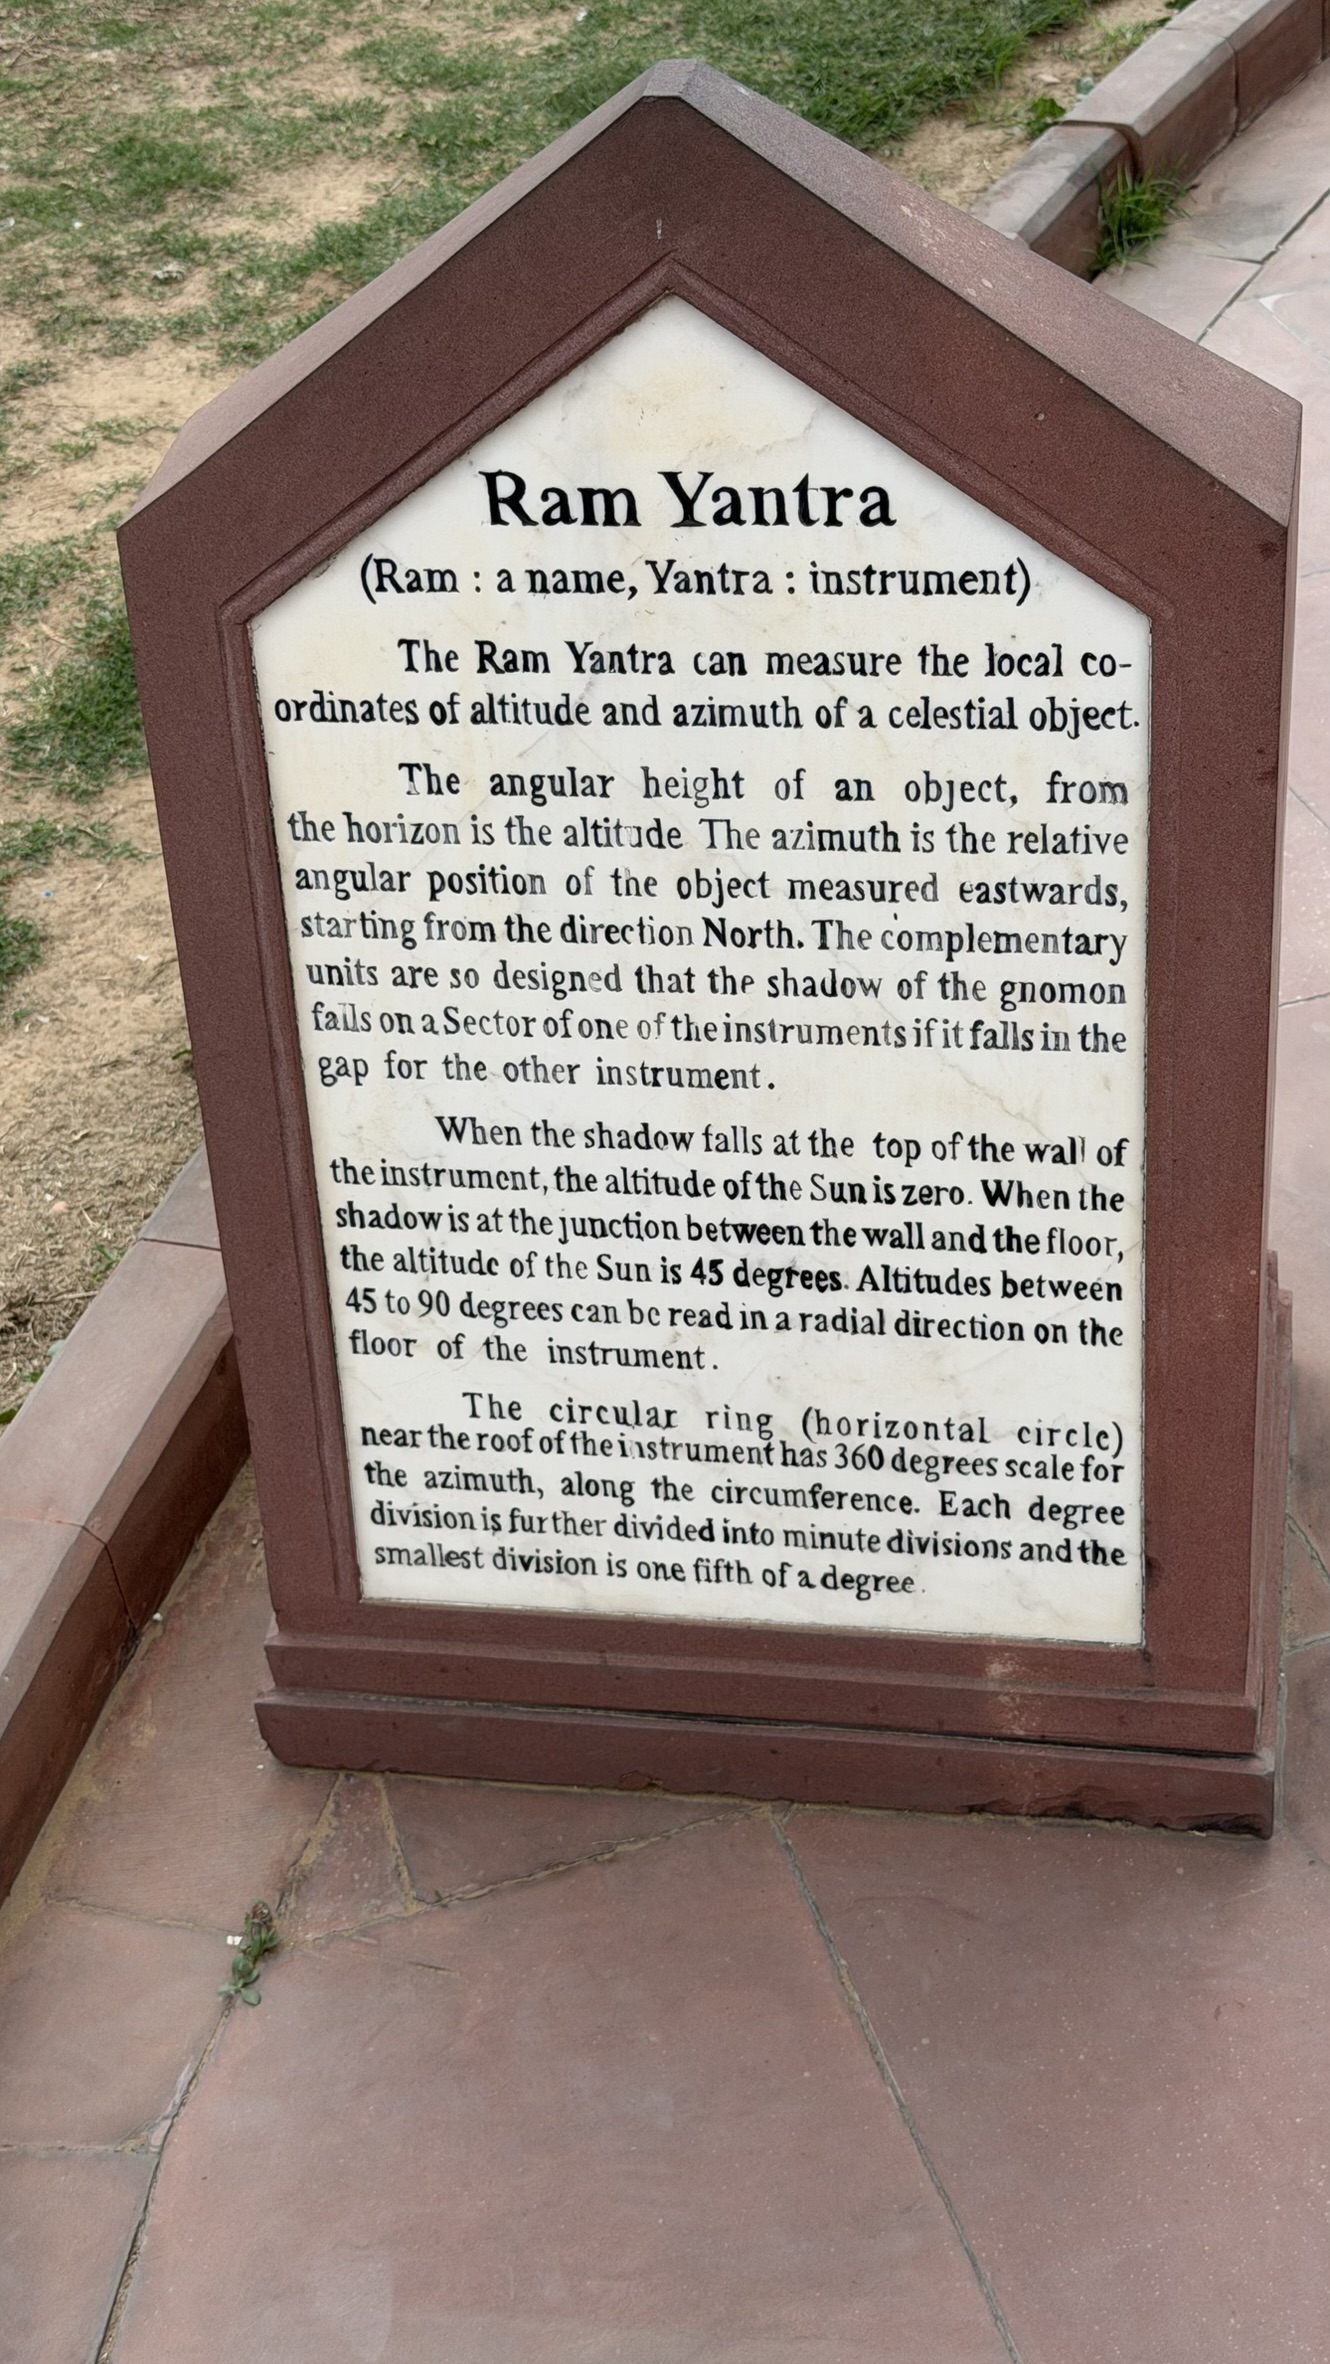 Ram Yantra
(Ram : a name, Yantra : instrument)
The Ram Yantra can measure the local co-
ordinates of altitude and azimuth of a celestial object.
The angular height of an object, from
the horizon is the altitude The azimuth is the relative
angular position of the object measured eastwards,
starting from the direction North. The complementary
units are so designed that the shadow of the gnomon
falls on a Sector of one of the instruments if it falls in the
gap for the other instrument.
When the shadow falls at the top of the wall of
the instrument, the altitude of the Sun is zero. When the
shadow is at the junction between the wall and the floor,
the altitude of the Sun is 45 degrees. Altitudes between
45 to 90 degrees can be read in a radial direction on the
floor of the instrument.
The circular ring (horizontal circle)
near the roof of the instrument has 360 degrees scale for
the azimuth, along the circumference. Each degree
division is further divided into minute divisions and the
smallest division is one fifth of a degree.